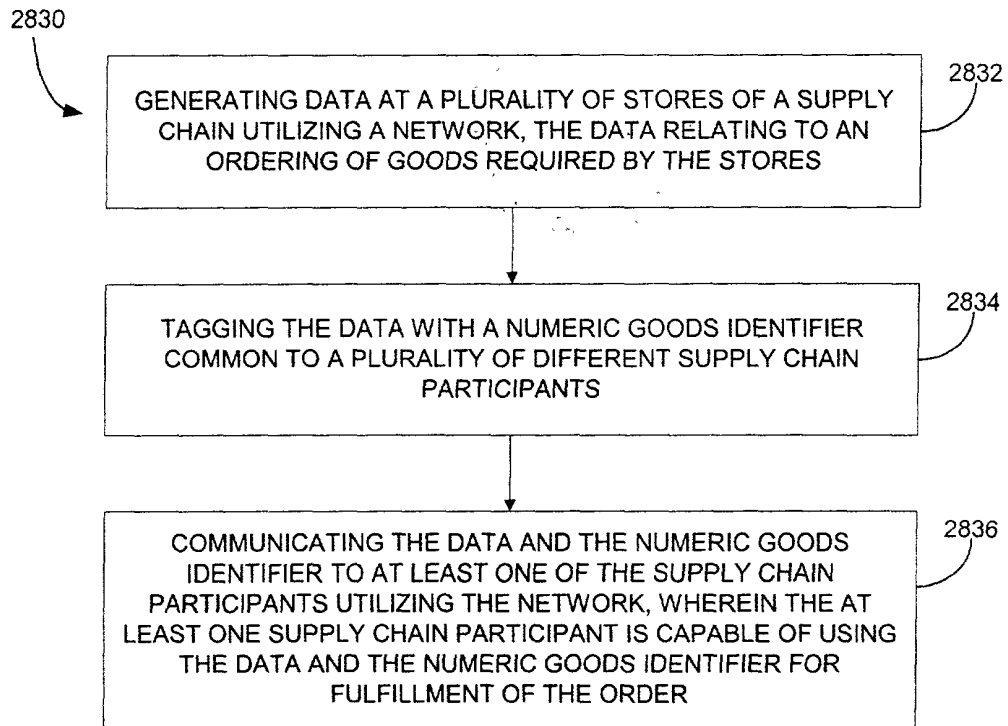 2830
2832
GENERATING DATA AT A PLURALITY OF STORES OF A SUPPLY
CHAIN UTILIZING A NETWORK, THE DATA RELATING TO AN
ORDERING OF GOODS REQUIRED BY THE STORES
2834
TAGGING THE DATA WITH A NUMERIC GOODS IDENTIFIER
COMMON TO A PLURALITY OF DIFFERENT SUPPLY CHAIN
PARTICIPANTS
2836
COMMUNICATING THE DATA AND THE NUMERIC GOODS
IDENTIFIER TO AT LEAST ONE OF THE SUPPLY CHAIN
PARTICIPANTS UTILIZING THE NETWORK, WHEREIN THE AT
LEAST ONE SUPPLY CHAIN PARTICIPANT IS CAPABLE OF USING
THE DATA AND THE NUMERIC GOODS IDENTIFIER FOR
FULFILLMENT OF THE ORDER